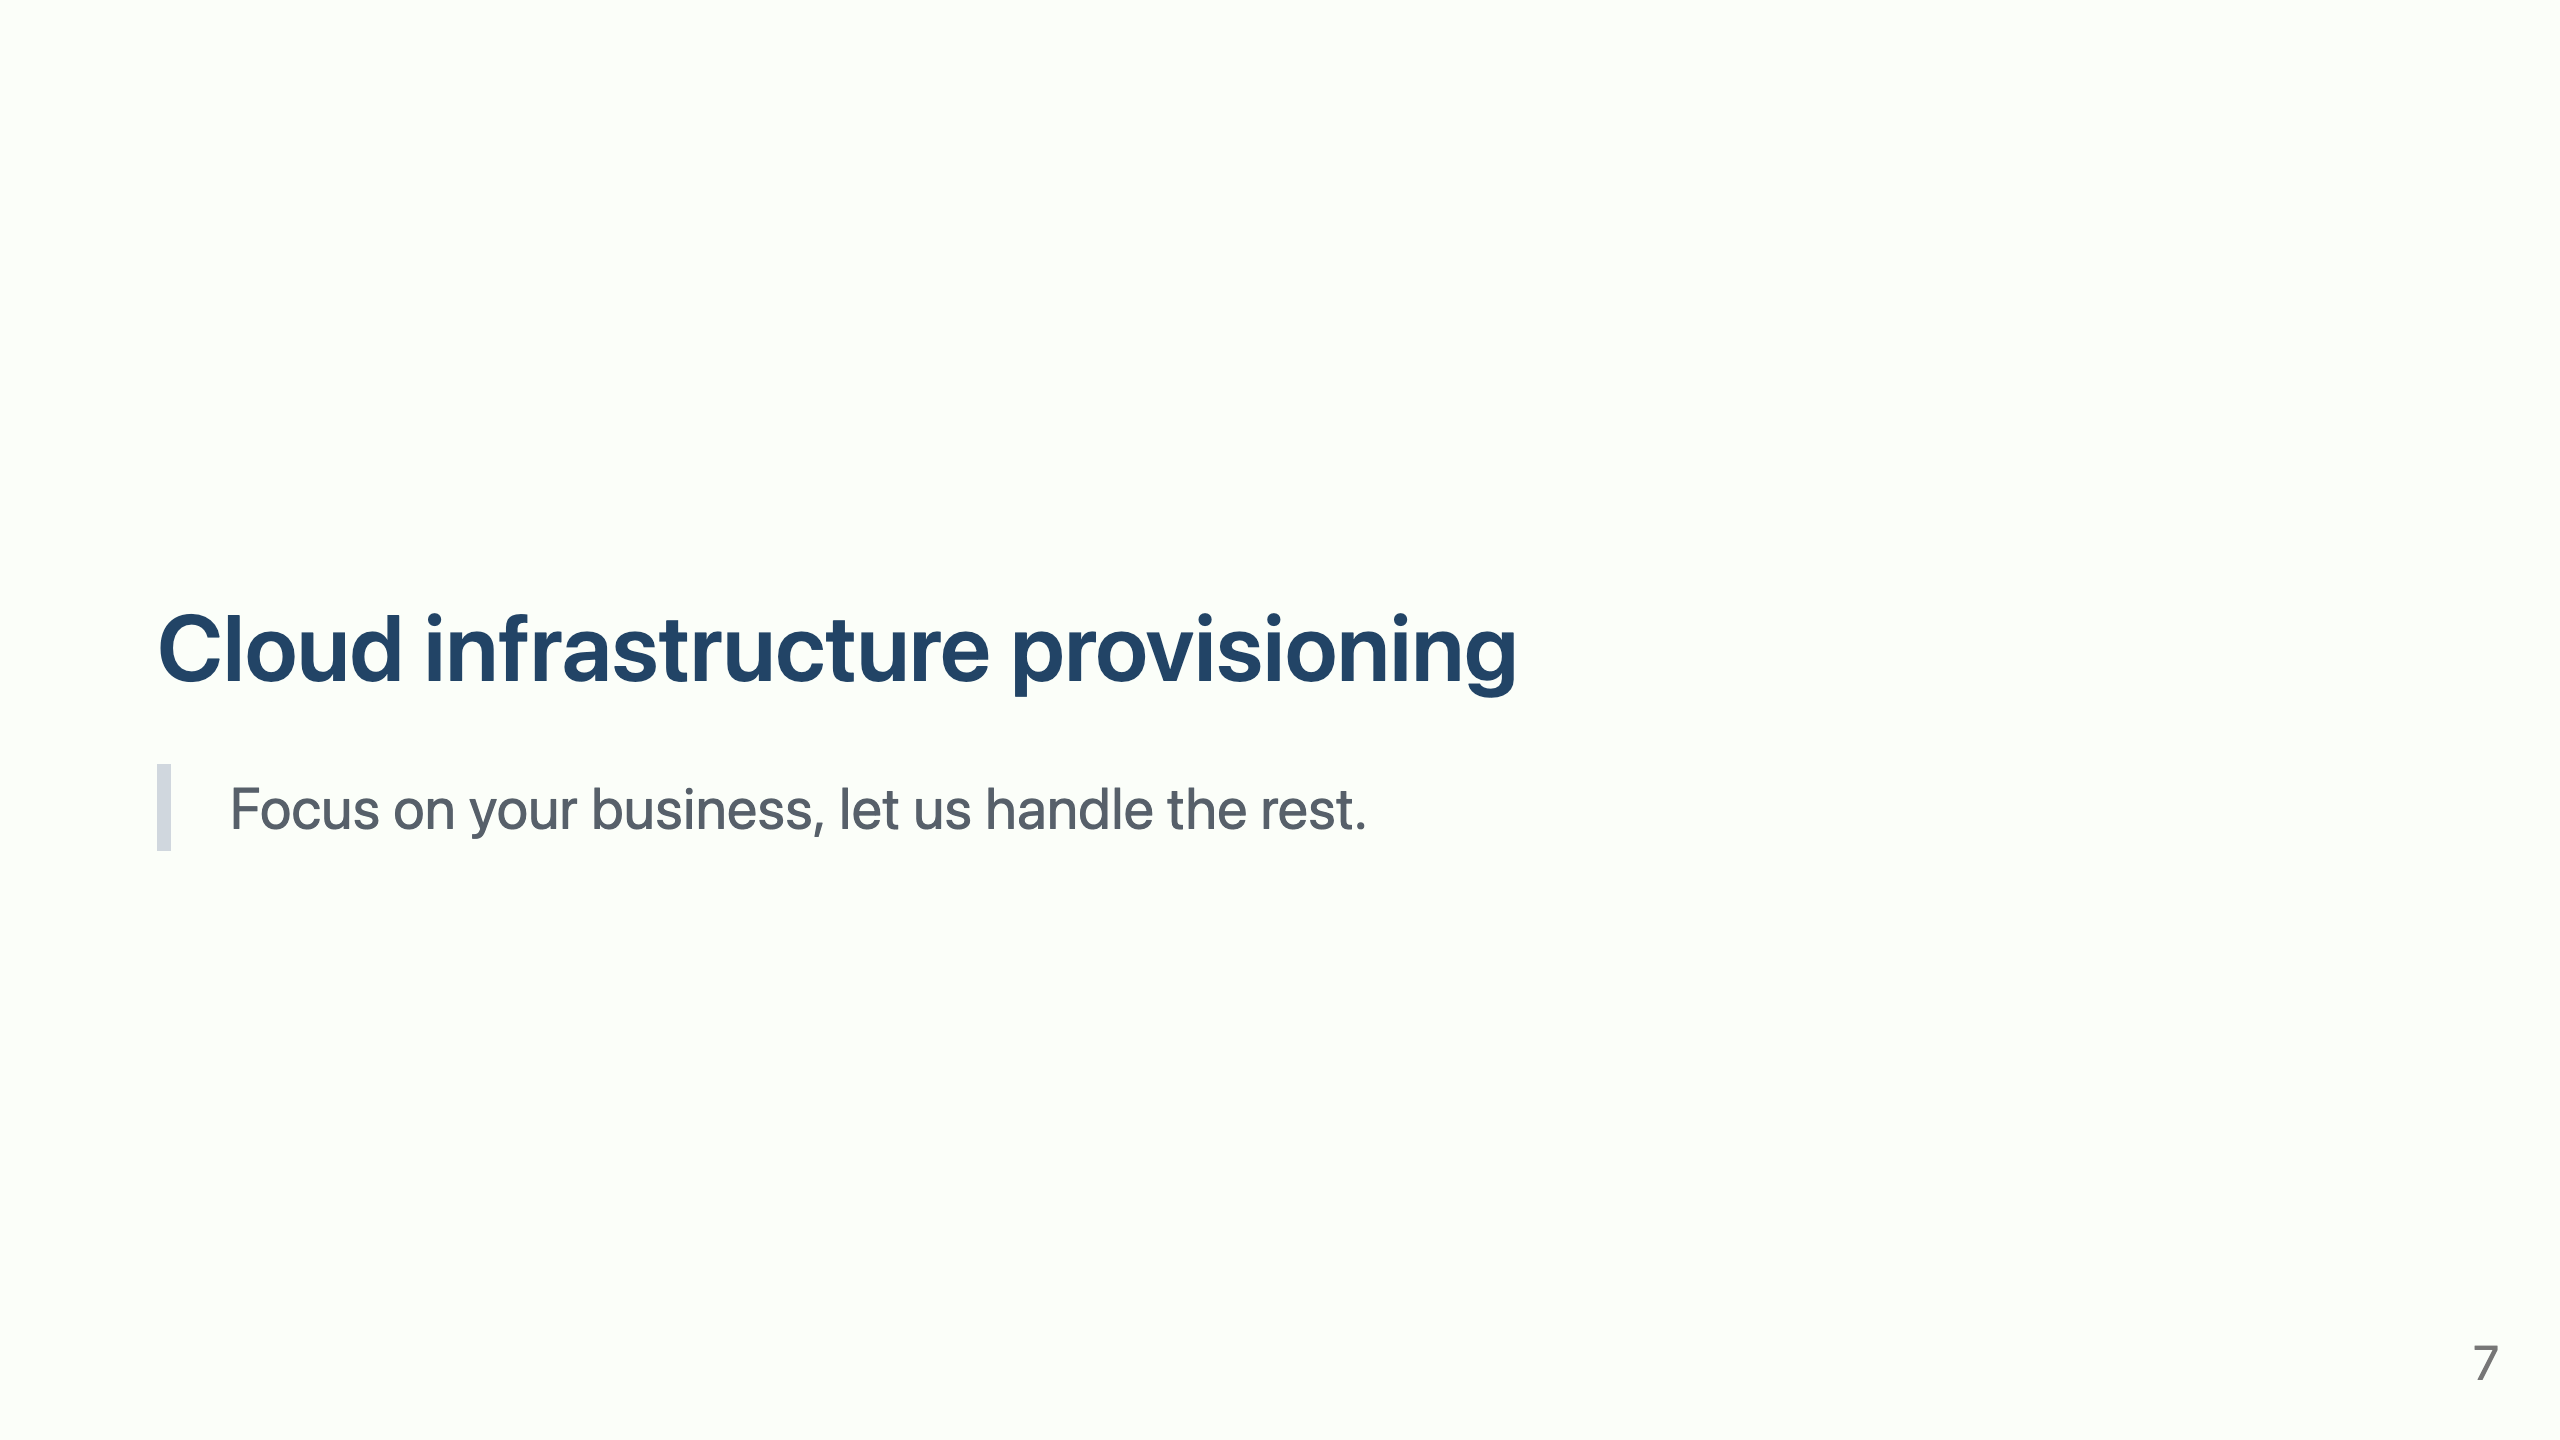 Cloud infrastructure provisioning
Focus on your business, let us handle the rest.
7